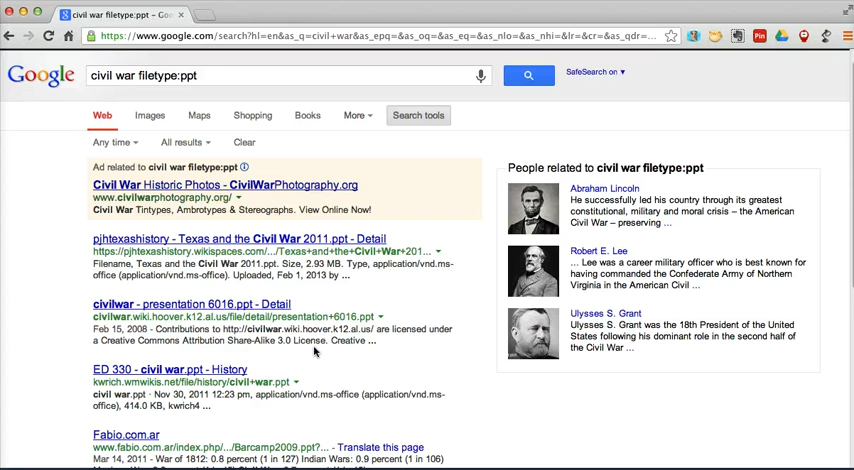 civil war filetype:ppt – Goo
https://www.google.com/search?hl=en&as_q=civil+war&as_epq=&as_oq=&as_eq=&as_nlo=&as_nhi=&lr=&cr=&as_qdr=...
Google
civil war filetype:ppt
SafeSearch on ▾
Web Images Maps Shopping Books More ▾ Search tools
Any time ▾ All results ▾ Clear
Ad related to civil war filetype:ppt
Civil War Historic Photos - CivilWarPhotography.org
www.civilwarphotography.org/ ▾
Civil War Tintypes, Ambrotypes & Stereographs. View Online Now!
pjhtexashistory - Texas and the Civil War 2011.ppt - Detail
https://pjhtexashistory.wikispaces.com/.../Texas+and+the+Civil+War+201... ▾
Filename, Texas and the Civil War 2011.ppt. Size, 2.93 MB. Type, application/vnd.ms-
office (application/vnd.ms-office). Uploaded, Feb 1, 2013 by ...
civilwar - presentation 6016.ppt - Detail
civilwar.wiki.hoover.k12.al.us/file/detail/presentation+6016.ppt ▾
Feb 15, 2008 - Contributions to http://civilwar.wiki.hoover.k12.al.us/ are licensed under
a Creative Commons Attribution Share-Alike 3.0 License. Creative ...
ED 330 - civil war.ppt - History
kwrich.wmwikis.net/file/history/civil+war.ppt ▾
civil war.ppt · Nov 30, 2011 12:23 pm, application/vnd.ms-office (application/vnd.ms-
office), 414.0 KB, kwrich4 ...
Fabio.com.ar
www.fabio.com.ar/index.php/.../Barcamp2009.ppt?... - Translate this page
... - War of 1812: 0.8 percent (1 in 127) Indian Wars: 0.9 percent (1 in 106)
People related to civil war filetype:ppt
Abraham Lincoln
He successfully led his country through its greatest
constitutional, military and moral crisis – the American
Civil War – preserving ...
Robert E. Lee
... Lee was a career military officer who is best known for
having commanded the Confederate Army of Northern
Virginia in the American Civil War ...
Ulysses S. Grant
Ulysses S. Grant was the 18th President of the United
States following his dominant role in the second half of
the Civil War ...